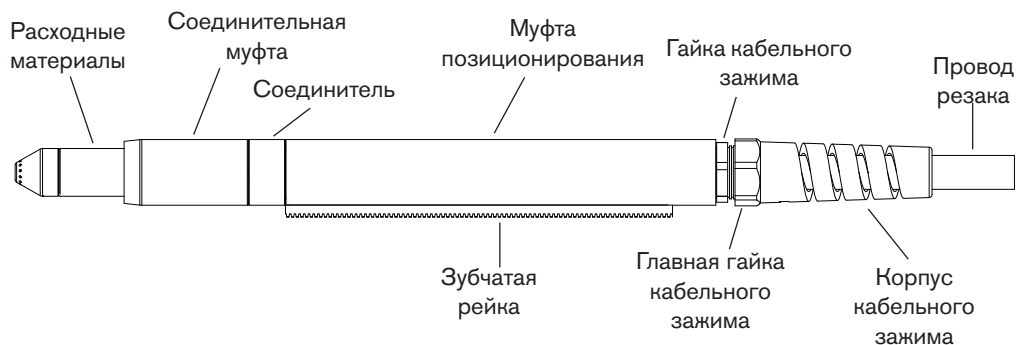 Расходные
материалы
Соединительная
муфта
Соединитель
Муфта
позиционирования
Гайка кабельного
зажима
Провод
резака
Зубчатая
рейка
Главная гайка
кабельного
зажима
Корпус
кабельного
зажима